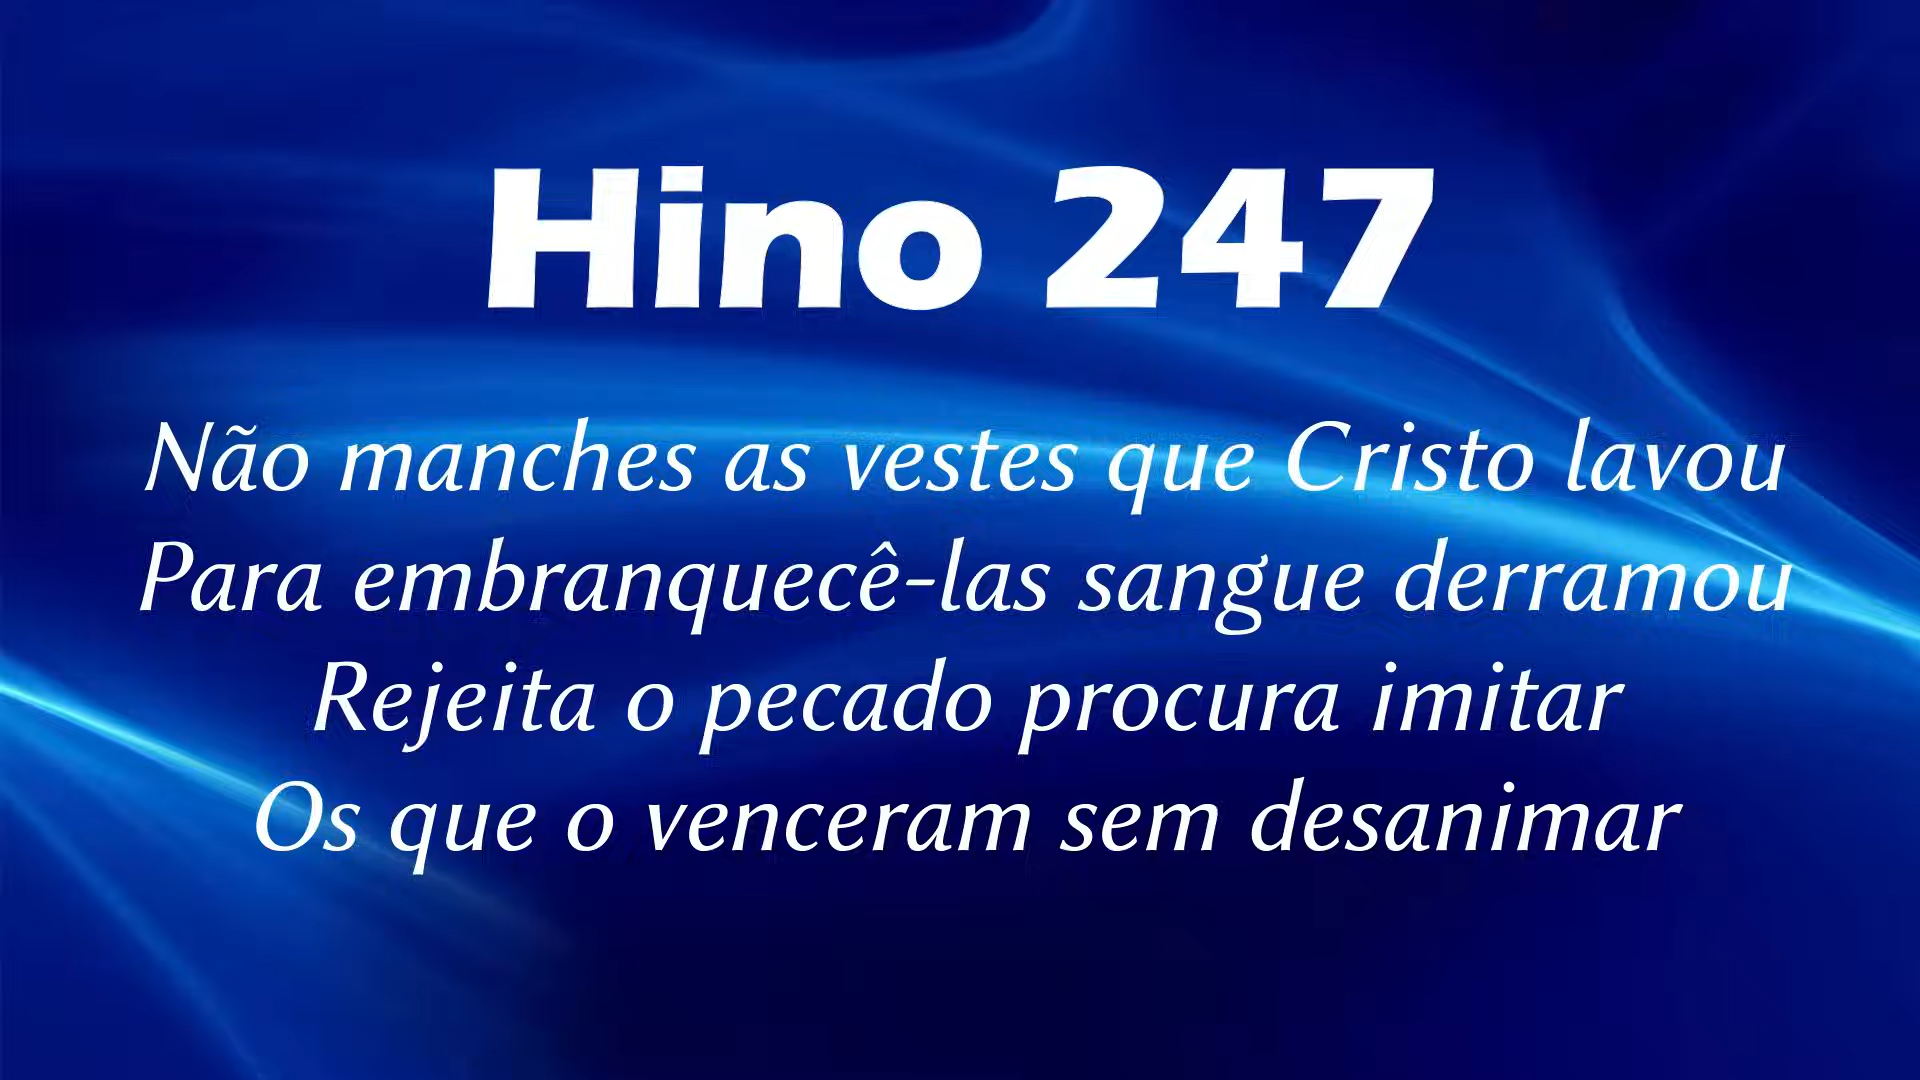 Hino 247
Não manches as vestes que Cristo lavou
Para embranquecê-las sangue derramou
Rejeita o pecado procura imitar
Os que o venceram sem desanimar